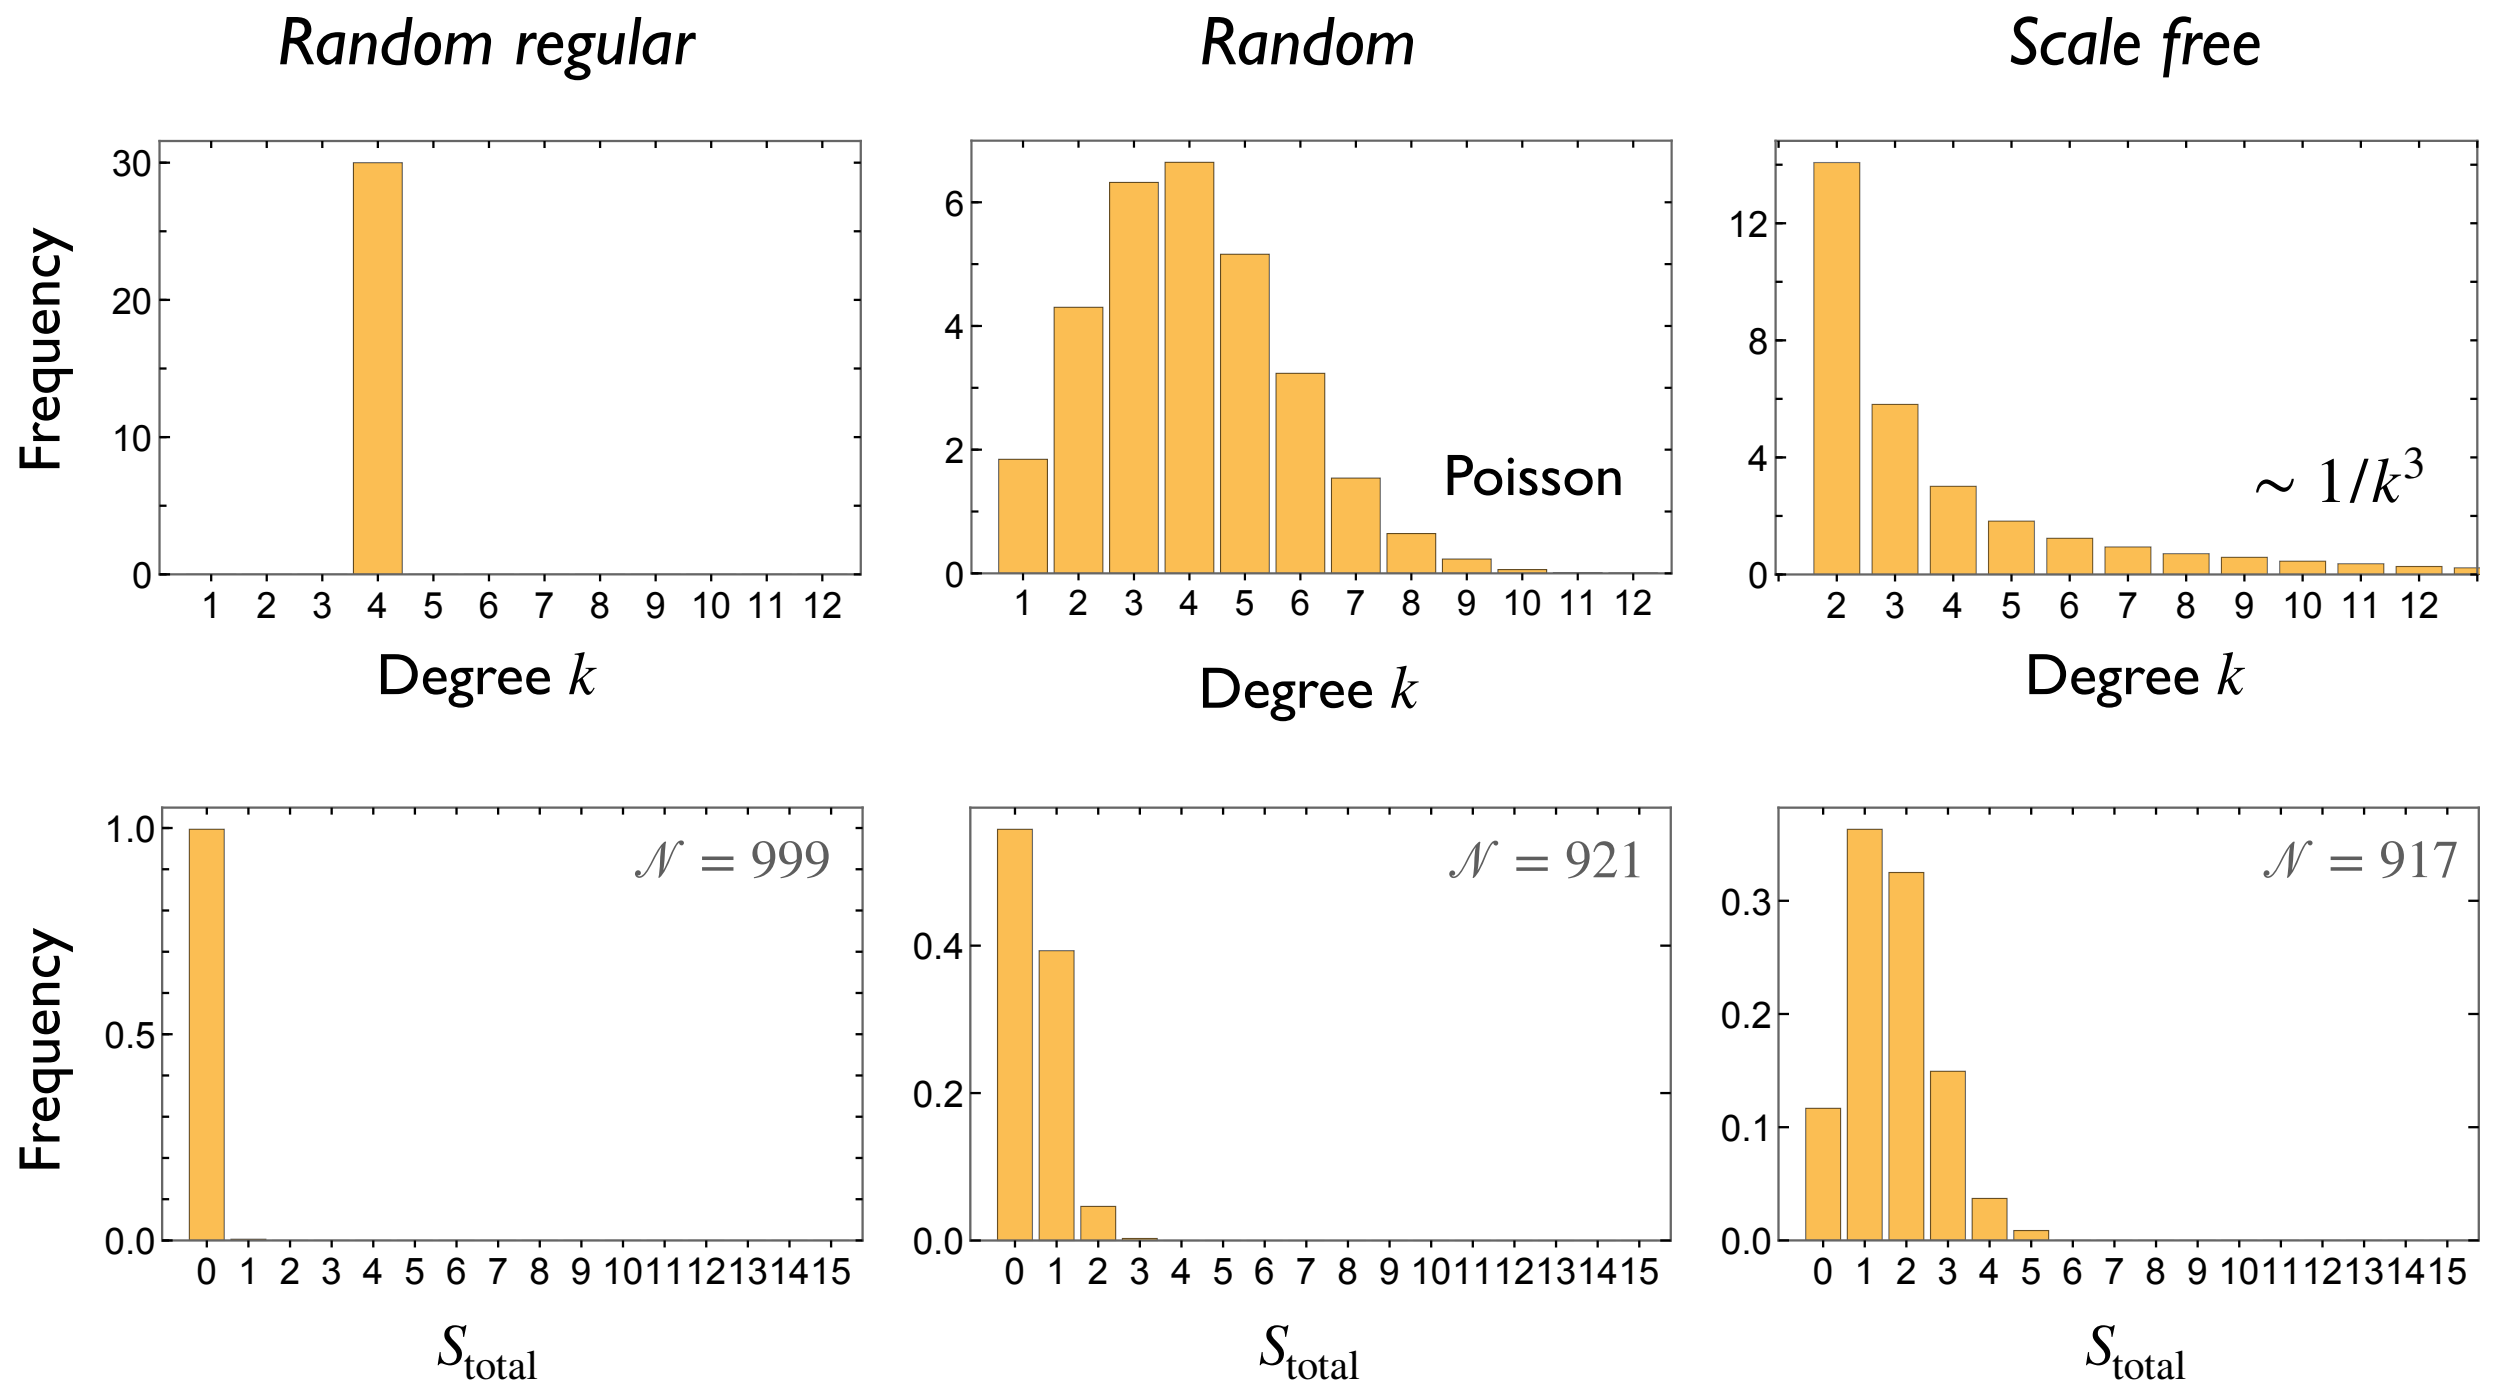 Random regular
Random
Scale free
Frequency
30
20
10
0
1 2 3 4 5 6 7 8 9 10 11 12
Degree k
6
4
2
0
Poisson
1 2 3 4 5 6 7 8 9 10 11 12
Degree k
12
8
4
0
~ 1/k³
2 3 4 5 6 7 8 9 10 11 12
Degree k
Frequency
1.0
0.5
0.0
𝒩 = 999
0 1 2 3 4 5 6 7 8 9 10 11 12 13 14 15
S_total
0.4
0.2
0.0
𝒩 = 921
0 1 2 3 4 5 6 7 8 9 10 11 12 13 14 15
S_total
0.3
0.2
0.1
0.0
𝒩 = 917
0 1 2 3 4 5 6 7 8 9 10 11 12 13 14 15
S_total